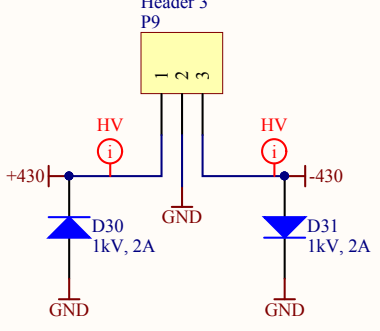 Header 3
P9
1 2 3
HV HV
i i
+430 -430
GND
D30 D31
1kV, 2A 1kV, 2A
GND GND